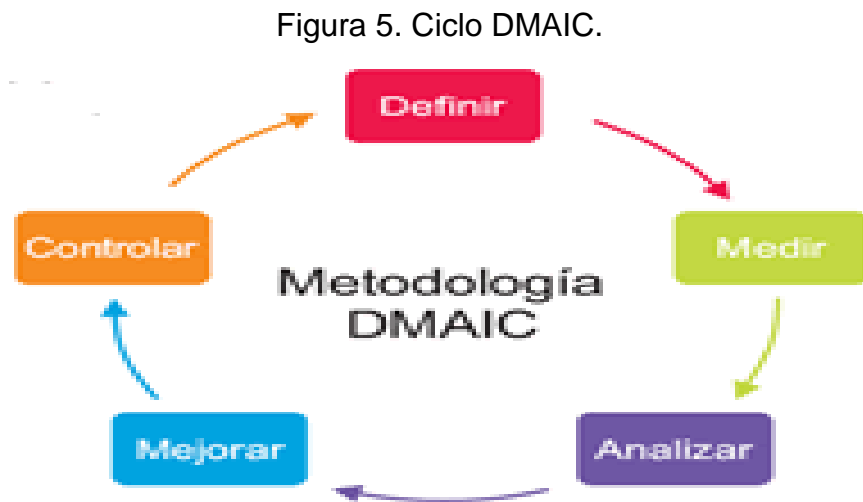 Figura 5. Ciclo DMAIC.
Definir
Controlar
Medir
Metodología
DMAIC
Mejorar
Analizar